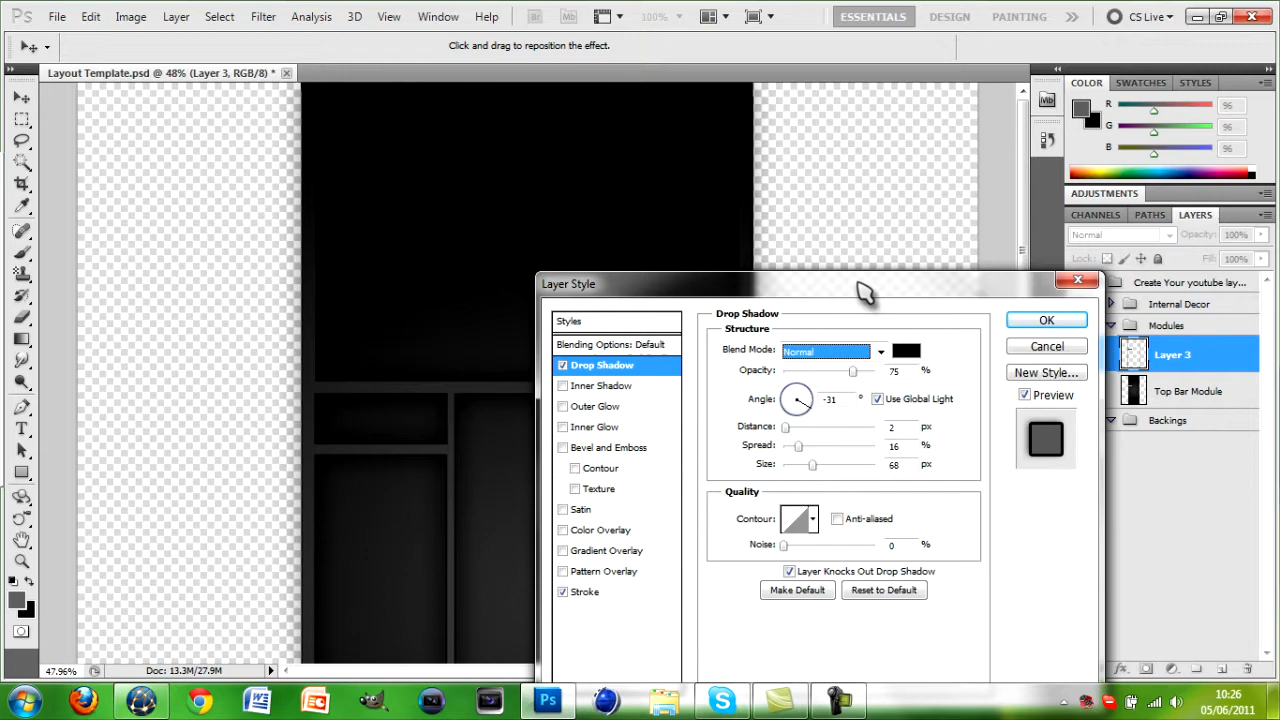 Ps File Edit Image Layer Select Filter Analysis 3D View Window Help Br Mb 100% ESSENTIALS DESIGN PAINTING CS Live
Click and drag to reposition the effect.
Layout Template.psd @ 48% (Layer 3, RGB/8) *
COLOR SWATCHES STYLES
Mb
R 96
G 96
B 96
ADJUSTMENTS
CHANNELS PATHS LAYERS
Normal Opacity: 100%
Lock: Fill: 100%
Create Your youtube lay...
Internal Decor
Modules
Layer 3
Top Bar Module
Backings
Layer Style
Styles
Blending Options: Default
Drop Shadow
Inner Shadow
Outer Glow
Inner Glow
Bevel and Emboss
Contour
Texture
Satin
Color Overlay
Gradient Overlay
Pattern Overlay
Stroke
Drop Shadow
Structure
Blend Mode: Normal
Opacity: 75 %
Angle: -31 ° Use Global Light
Distance: 2 px
Spread: 16 %
Size: 68 px
Quality
Contour: Anti-aliased
Noise: 0 %
Layer Knocks Out Drop Shadow
Make Default Reset to Default
OK
Cancel
New Style...
Preview
T
fx
47.96% Doc: 13.3M/27.9M
W P Ps S
10:26
05/06/2011